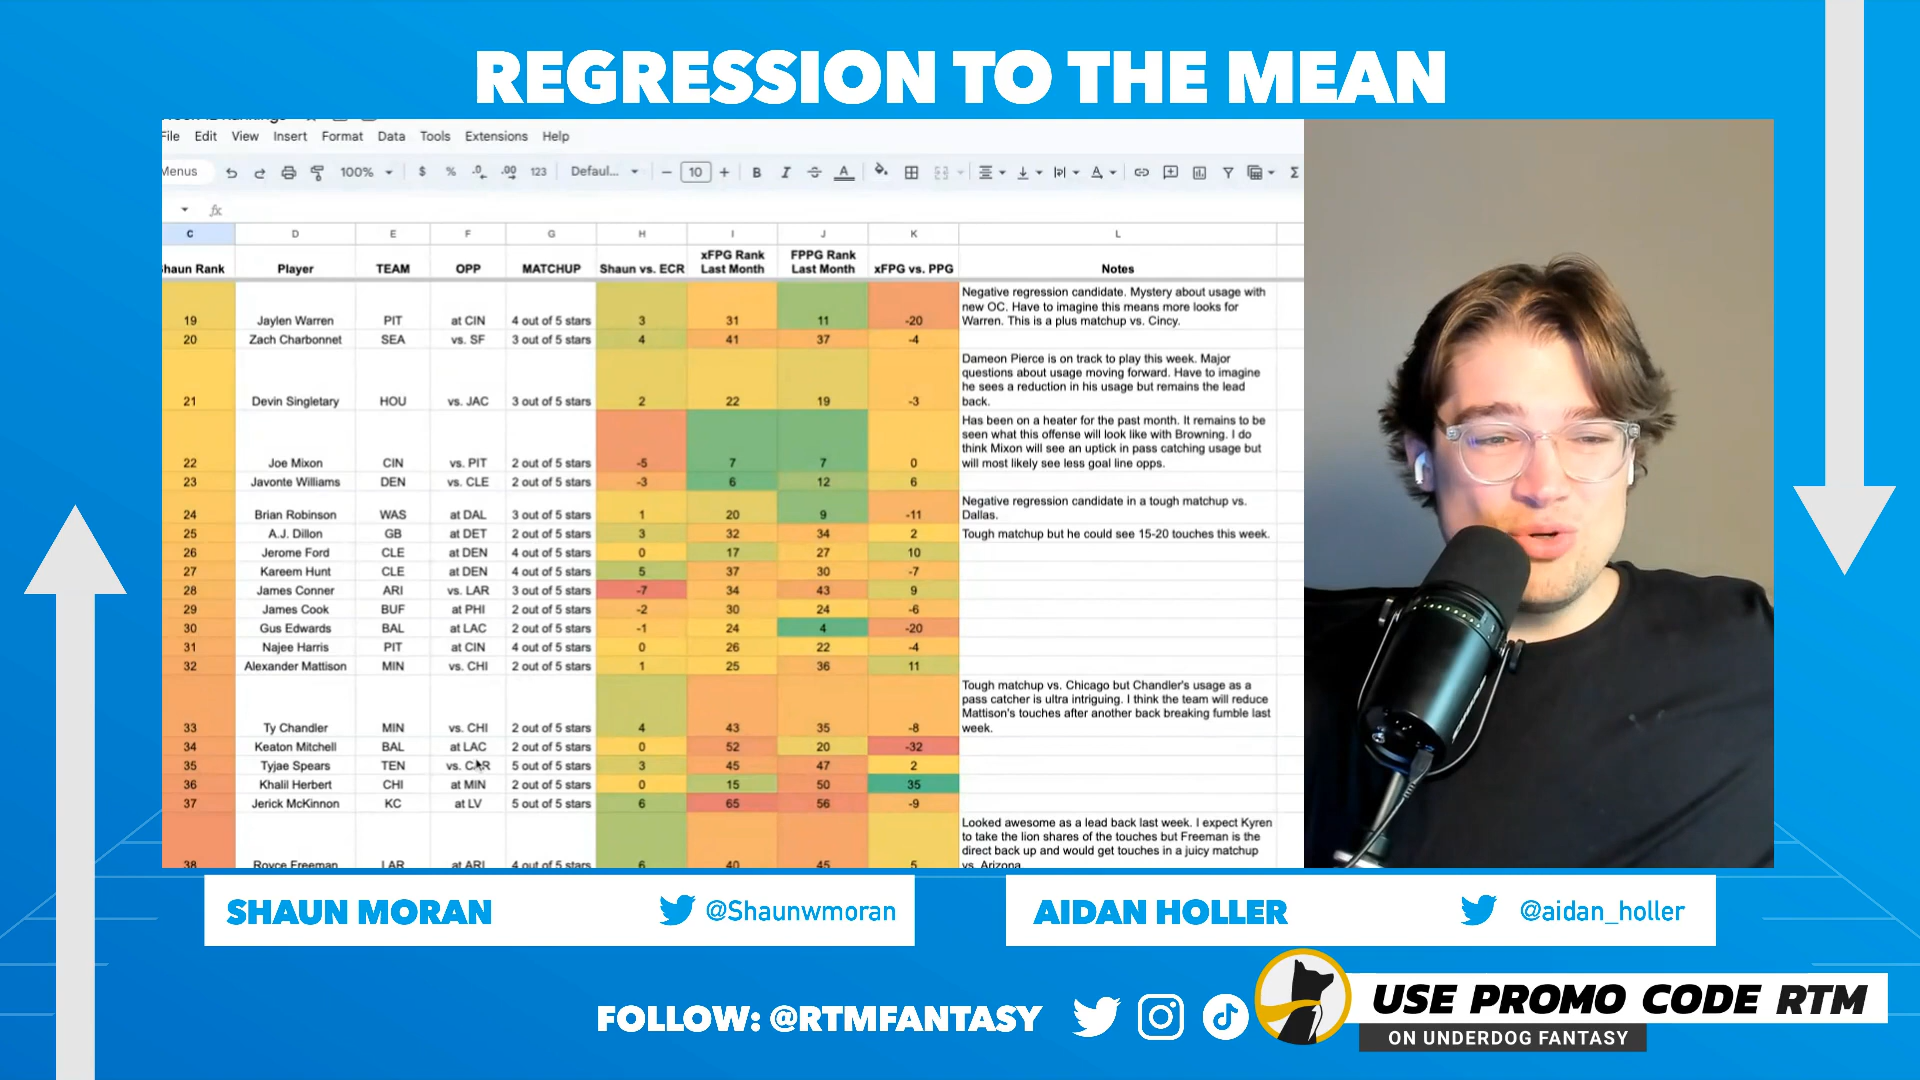 REGRESSION TO THE MEAN
File Edit View Insert Format Data Tools Extensions Help
Menus 100% $ % .0 .00 123 Defaul... − 10 + B I A Σ
fx
C D E F G H I J K L
Shaun Rank Player TEAM OPP MATCHUP Shaun vs. ECR xFPG Rank Last Month FPPG Rank Last Month xFPG vs. PPG Notes
Negative regression candidate. Mystery about usage with
new OC. Have to imagine this means more looks for
19 Jaylen Warren PIT at CIN 4 out of 5 stars 3 31 11 -20 Warren. This is a plus matchup vs. Cincy.
20 Zach Charbonnet SEA vs. SF 3 out of 5 stars 4 41 37 -4
Dameon Pierce is on track to play this week. Major
questions about usage moving forward. Have to imagine
he sees a reduction in his usage but remains the lead
21 Devin Singletary HOU vs. JAC 3 out of 5 stars 2 22 19 -3 back.
Has been on a heater for the past month. It remains to be
seen what this offense will look like with Browning. I do
think Mixon will see an uptick in pass catching usage but
22 Joe Mixon CIN vs. PIT 2 out of 5 stars -5 7 7 0 will most likely see less goal line opps.
23 Javonte Williams DEN vs. CLE 2 out of 5 stars -3 6 12 6
Negative regression candidate in a tough matchup vs.
24 Brian Robinson WAS at DAL 3 out of 5 stars 1 20 9 -11 Dallas.
25 A.J. Dillon GB at DET 2 out of 5 stars 3 32 34 2 Tough matchup but he could see 15-20 touches this week.
26 Jerome Ford CLE at DEN 4 out of 5 stars 0 17 27 10
27 Kareem Hunt CLE at DEN 4 out of 5 stars 5 37 30 -7
28 James Conner ARI vs. LAR 3 out of 5 stars -7 34 43 9
29 James Cook BUF at PHI 2 out of 5 stars -2 30 24 -6
30 Gus Edwards BAL at LAC 2 out of 5 stars -1 24 4 -20
31 Najee Harris PIT at CIN 4 out of 5 stars 0 26 22 -4
32 Alexander Mattison MIN vs. CHI 2 out of 5 stars 1 25 36 11
Tough matchup vs. Chicago but Chandler's usage as a
pass catcher is ultra intriguing. I think the team will reduce
Mattison's touches after another back breaking fumble last
33 Ty Chandler MIN vs. CHI 2 out of 5 stars 4 43 35 -8 week.
34 Keaton Mitchell BAL at LAC 2 out of 5 stars 0 52 20 -32
35 Tyjae Spears TEN vs. CAR 5 out of 5 stars 3 45 47 2
36 Khalil Herbert CHI at MIN 2 out of 5 stars 0 15 50 35
37 Jerick McKinnon KC at LV 5 out of 5 stars 6 65 56 -9
Looked awesome as a lead back last week. I expect Kyren
to take the lion shares of the touches but Freeman is the
direct back up and would get touches in a juicy matchup
38 Royce Freeman LAR at ARI 4 out of 5 stars 6 40 45 5 vs. Arizona
SHAUN MORAN @Shaunwmoran AIDAN HOLLER @aidan_holler
FOLLOW: @RTMFANTASY USE PROMO CODE RTM
ON UNDERDOG FANTASY